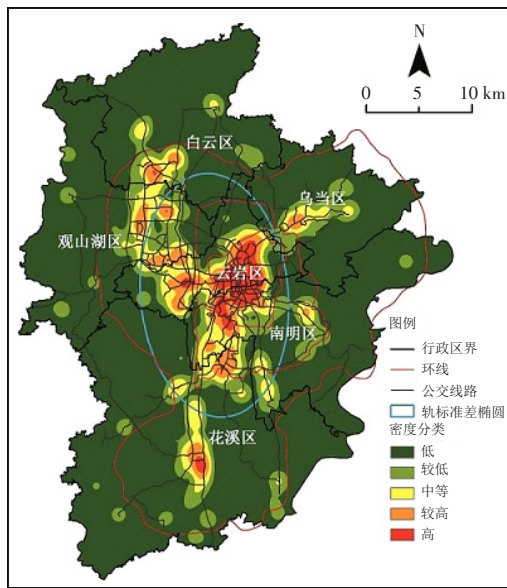 N
0 5 10 km
白云区
乌当区
观山湖区
云岩区
南明区
花溪区
图例
行政区界
环线
公交线路
轨标准差椭圆
密度分类
低
较低
中等
较高
高